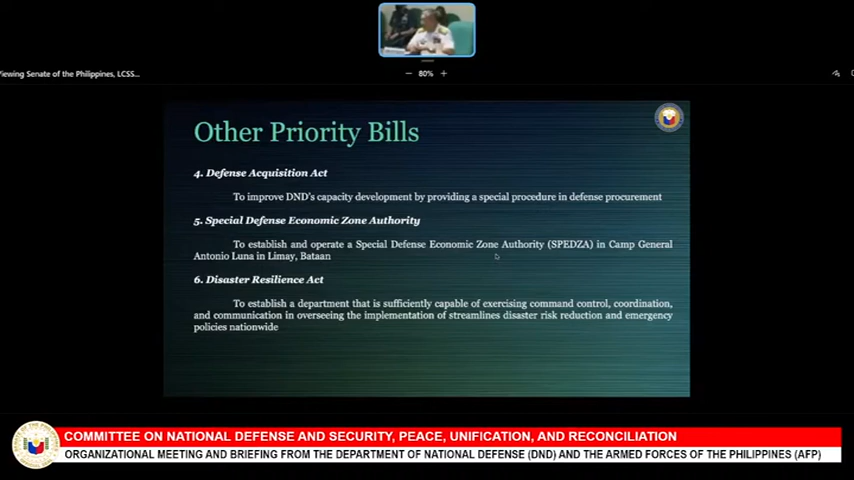 Viewing Senate of the Philippines, LCSS...
80%
Other Priority Bills
4. Defense Acquisition Act
To improve DND's capacity development by providing a special procedure in defense procurement
5. Special Defense Economic Zone Authority
To establish and operate a Special Defense Economic Zone Authority (SPEDZA) in Camp General
Antonio Luna in Limay, Bataan
6. Disaster Resilience Act
To establish a department that is sufficiently capable of exercising command control, coordination,
and communication in overseeing the implementation of streamlines disaster risk reduction and emergency
policies nationwide
COMMITTEE ON NATIONAL DEFENSE AND SECURITY, PEACE, UNIFICATION, AND RECONCILIATION
ORGANIZATIONAL MEETING AND BRIEFING FROM THE DEPARTMENT OF NATIONAL DEFENSE (DND) AND THE ARMED FORCES OF THE PHILIPPINES (AFP)